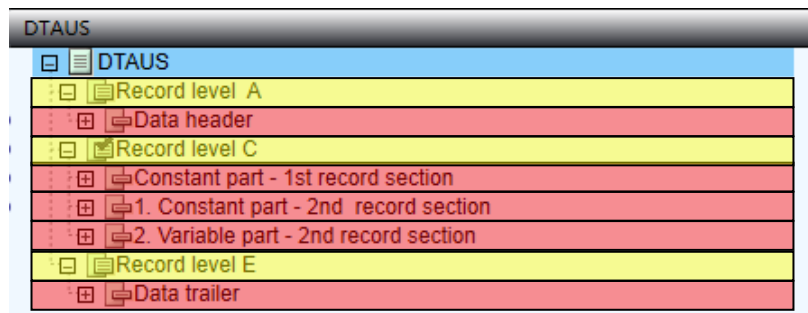 DTAUS
DTAUS
Record level  A
Data header
Record level C
Constant part - 1st record section
1. Constant part - 2nd  record section
2. Variable part - 2nd record section
Record level E
Data trailer